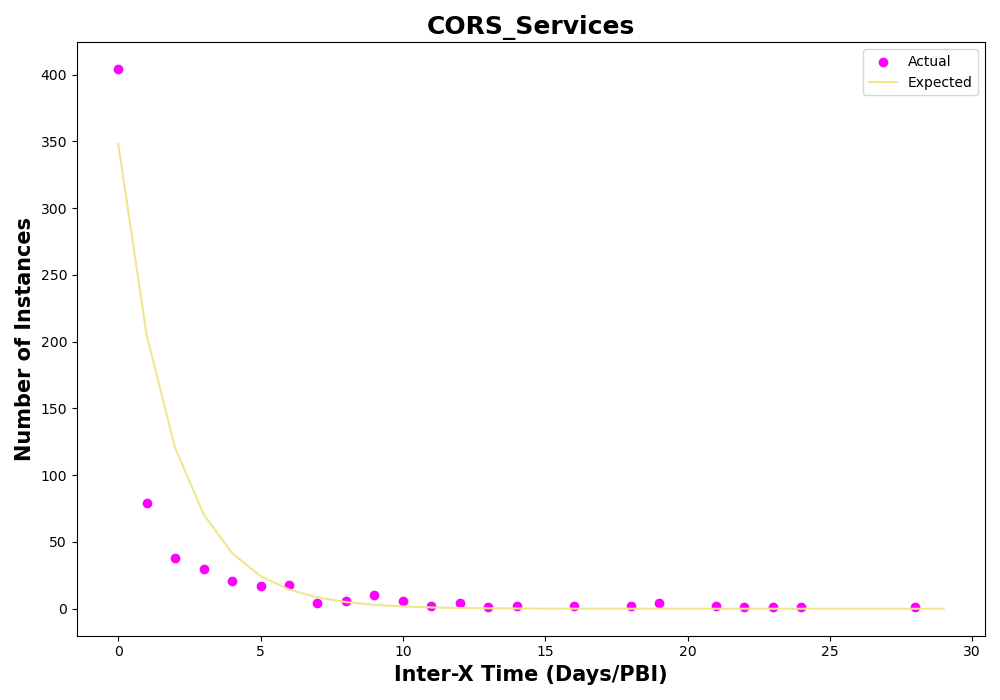 CORS_Services
Actual
Expected
Number of Instances
400
350
300
250
200
150
100
50
0
0 5 10 15 20 25 30
Inter-X Time (Days/PBI)